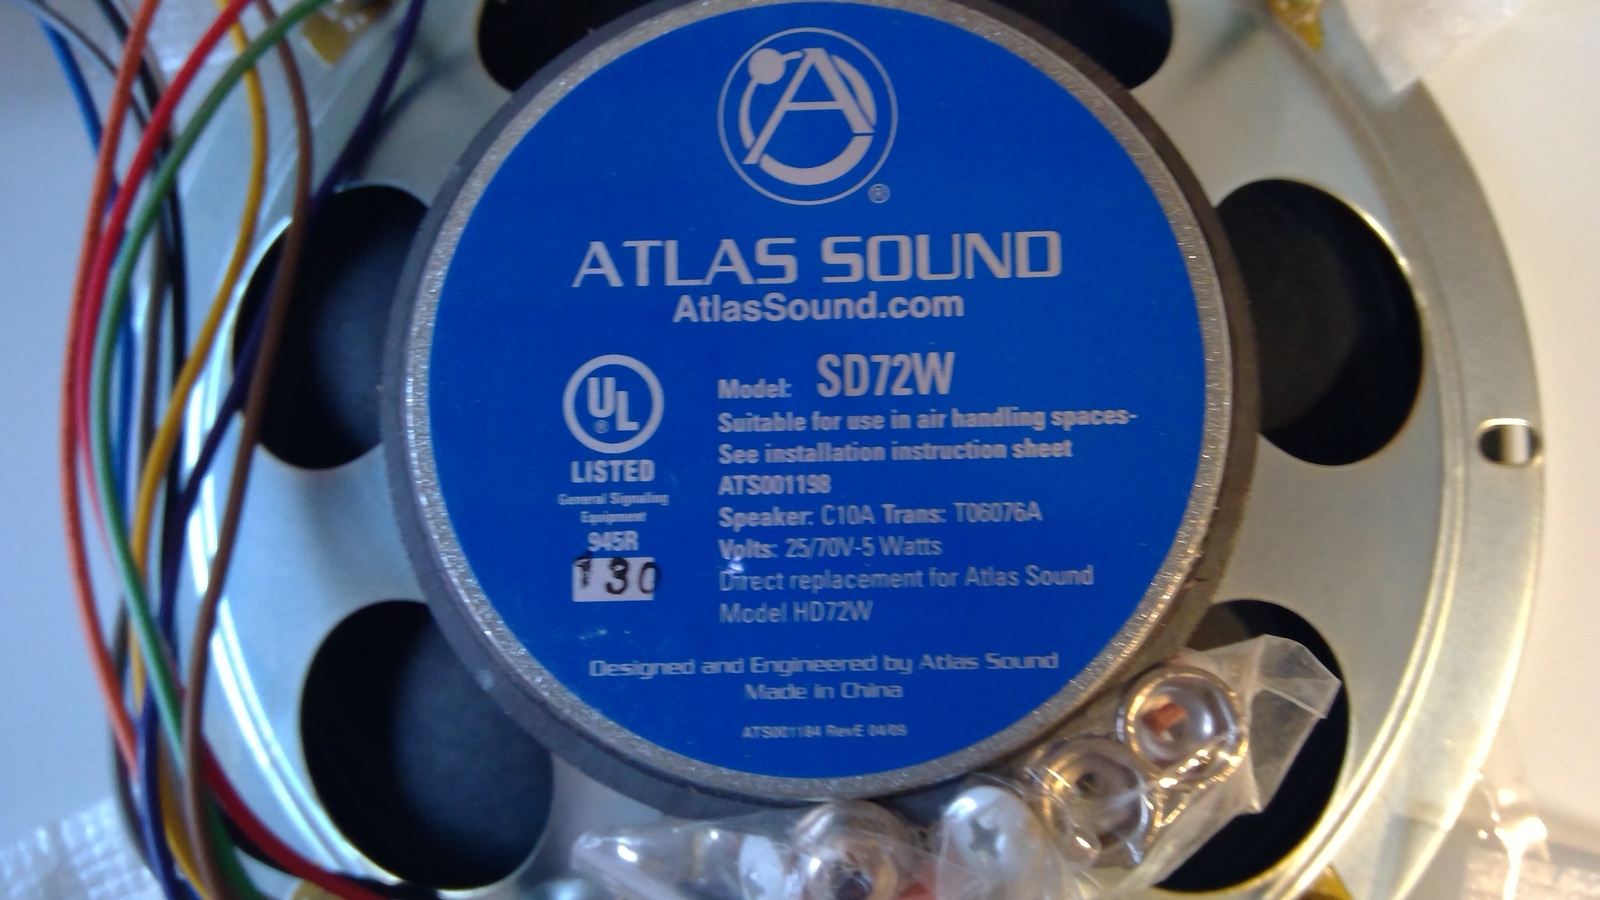 ®
ATLAS SOUND
AtlasSound.com
UL
®
LISTED
General Signaling
Equipment
945R
130
Model: SD72W
Suitable for use in air handling spaces-
See installation instruction sheet
ATS001198
Speaker: C10A Trans: T06076A
Volts: 25/70V-5 Watts
Direct replacement for Atlas Sound
Model HD72W
Designed and Engineered by Atlas Sound
Made in China
ATS001184 RevE 04/09